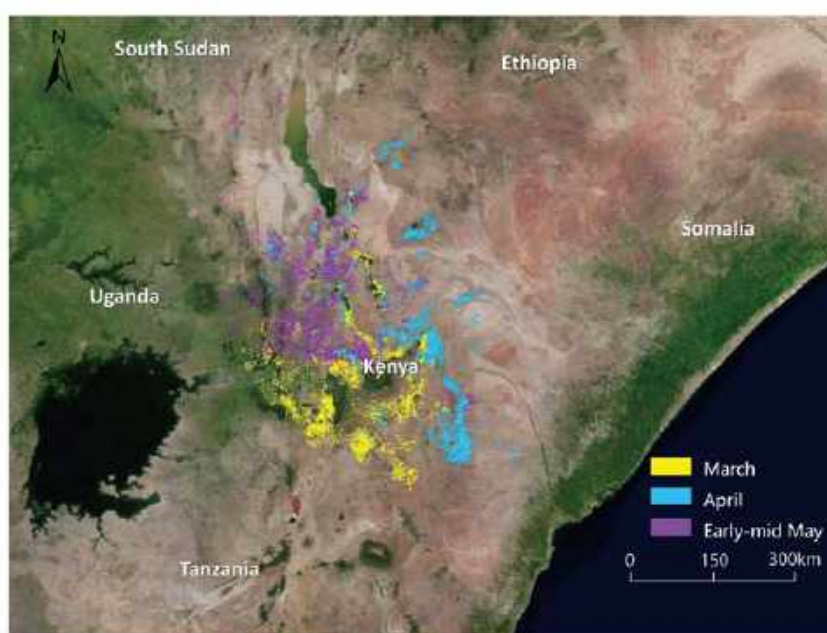 N
South Sudan
Ethiopia
Somalia
Uganda
Kenya
Tanzania
March
April
Early-mid May
0 150 300km